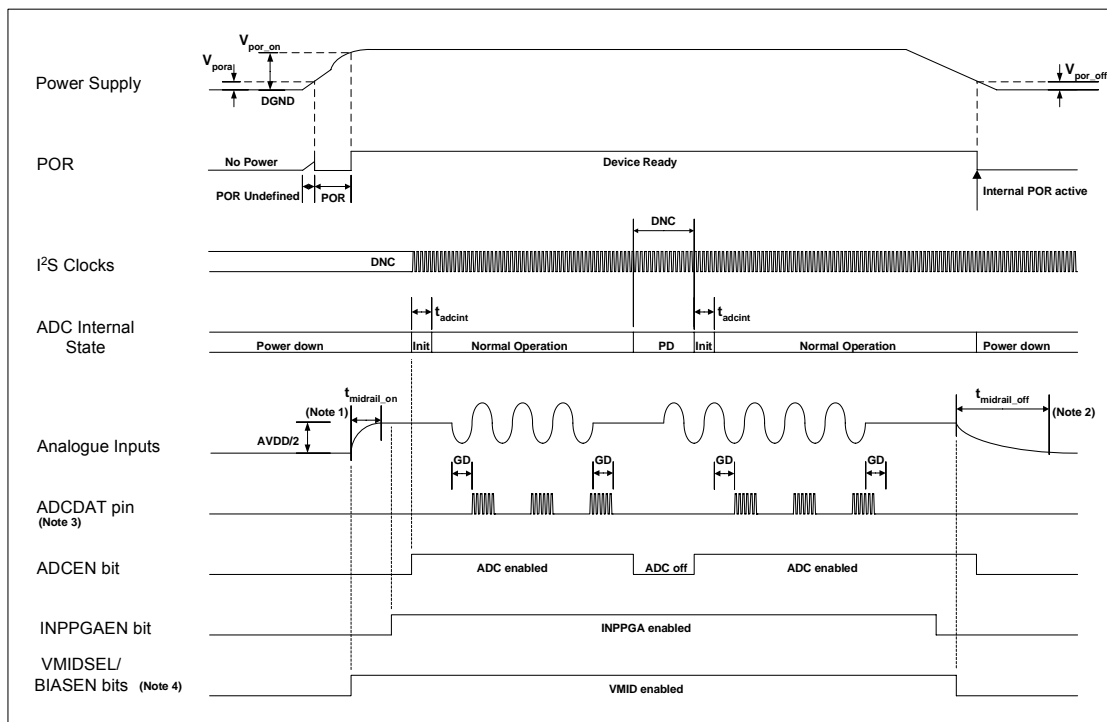 V_por_on
V_pora
V_por_off
Power Supply
DGND
POR
No Power
Device Ready
POR Undefined
POR
Internal POR active
DNC
I²S Clocks
DNC
t_adcint
t_adcint
ADC Internal
State
Power down
Init
Normal Operation
PD
Init
Normal Operation
Power down
t_midrail_on
t_midrail_off
(Note 1)
(Note 2)
Analogue Inputs
AVDD/2
GD
GD
GD
GD
ADCDAT pin
(Note 3)
ADCEN bit
ADC enabled
ADC off
ADC enabled
INPPGAEN bit
INPPGA enabled
VMIDSEL/
BIASEN bits (Note 4)
VMID enabled